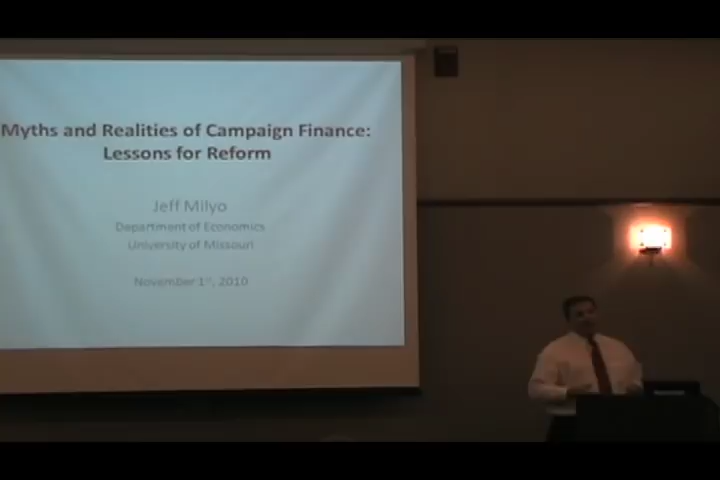 Myths and Realities of Campaign Finance:
Lessons for Reform
Jeff Milyo
Department of Economics
University of Missouri
November 1st, 2010